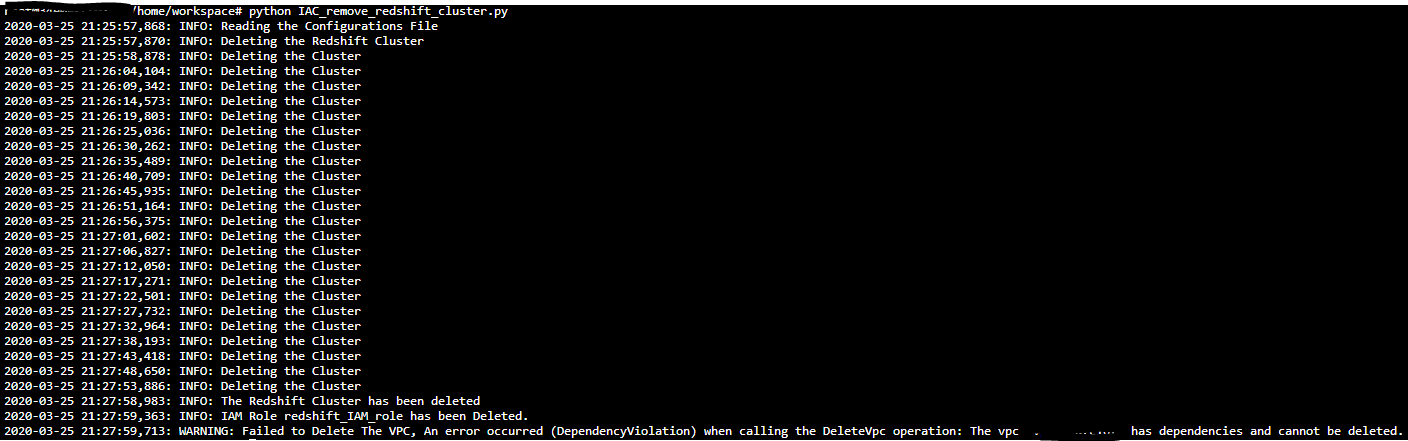 /home/workspace# python IAC_remove_redshift_cluster.py
2020-03-25 21:25:57,868: INFO: Reading the Configurations File
2020-03-25 21:25:57,870: INFO: Deleting the Redshift Cluster
2020-03-25 21:25:58,878: INFO: Deleting the Cluster
2020-03-25 21:26:04,104: INFO: Deleting the Cluster
2020-03-25 21:26:09,342: INFO: Deleting the Cluster
2020-03-25 21:26:14,573: INFO: Deleting the Cluster
2020-03-25 21:26:19,803: INFO: Deleting the Cluster
2020-03-25 21:26:25,036: INFO: Deleting the Cluster
2020-03-25 21:26:30,262: INFO: Deleting the Cluster
2020-03-25 21:26:35,489: INFO: Deleting the Cluster
2020-03-25 21:26:40,709: INFO: Deleting the Cluster
2020-03-25 21:26:45,935: INFO: Deleting the Cluster
2020-03-25 21:26:51,164: INFO: Deleting the Cluster
2020-03-25 21:26:56,375: INFO: Deleting the Cluster
2020-03-25 21:27:01,602: INFO: Deleting the Cluster
2020-03-25 21:27:06,827: INFO: Deleting the Cluster
2020-03-25 21:27:12,050: INFO: Deleting the Cluster
2020-03-25 21:27:17,271: INFO: Deleting the Cluster
2020-03-25 21:27:22,501: INFO: Deleting the Cluster
2020-03-25 21:27:27,732: INFO: Deleting the Cluster
2020-03-25 21:27:32,964: INFO: Deleting the Cluster
2020-03-25 21:27:38,193: INFO: Deleting the Cluster
2020-03-25 21:27:43,418: INFO: Deleting the Cluster
2020-03-25 21:27:48,650: INFO: Deleting the Cluster
2020-03-25 21:27:53,886: INFO: Deleting the Cluster
2020-03-25 21:27:58,983: INFO: The Redshift Cluster has been deleted
2020-03-25 21:27:59,363: INFO: IAM Role redshift_IAM_role has been Deleted.
2020-03-25 21:27:59,713: WARNING: Failed to Delete The VPC, An error occurred (DependencyViolation) when calling the DeleteVpc operation: The vpc has dependencies and cannot be deleted.